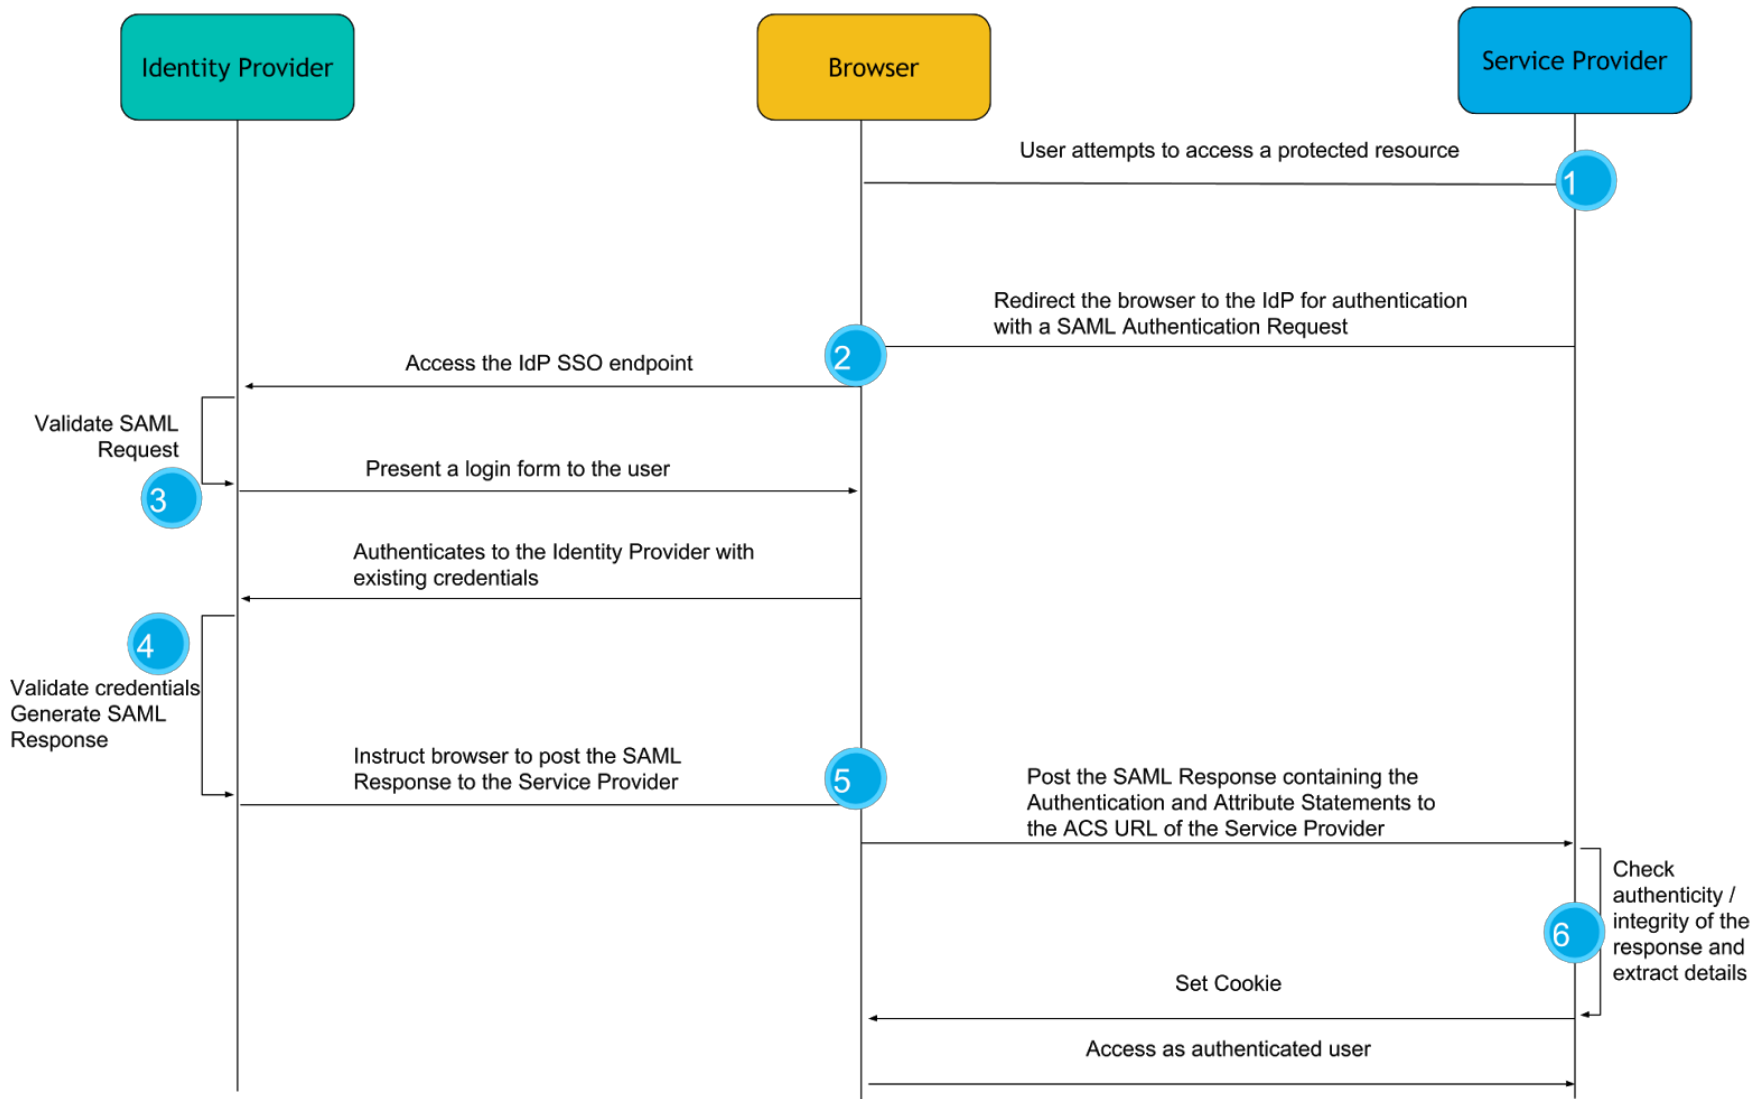 Identity Provider
Browser
Service Provider
User attempts to access a protected resource
1
Redirect the browser to the IdP for authentication
with a SAML Authentication Request
2
Access the IdP SSO endpoint
Validate SAML
Request
3
Present a login form to the user
Authenticates to the Identity Provider with
existing credentials
4
Validate credentials
Generate SAML
Response
Instruct browser to post the SAML
Response to the Service Provider
5
Post the SAML Response containing the
Authentication and Attribute Statements to
the ACS URL of the Service Provider
Check
authenticity /
integrity of the
response and
extract details
6
Set Cookie
Access as authenticated user